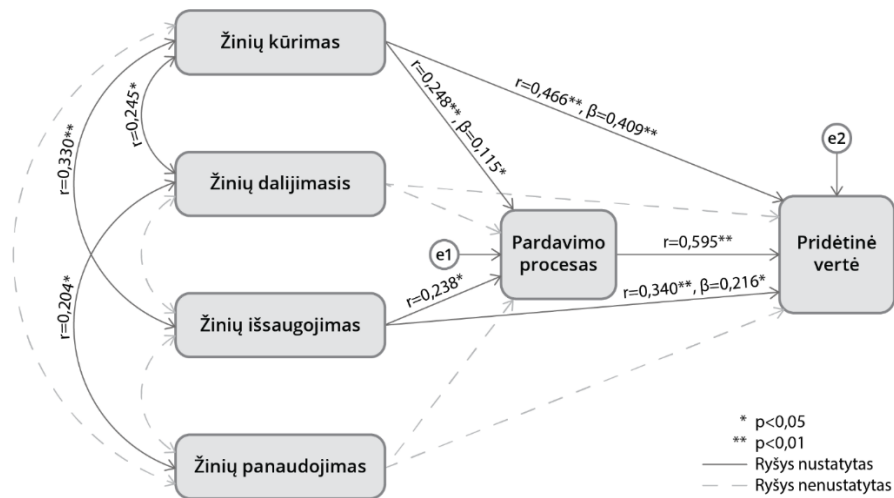 Žinių kūrimas
r=0,466**, β=0,409**
r=0,248**, β=0,115*
r=0,245*
r=0,330**
e2
Žinių dalijimasis
Pardavimo
procesas
r=0,595**
Pridėtinė
vertė
e1
r=0,238*
r=0,340**, β=0,216*
r=0,204*
Žinių išsaugojimas
Žinių panaudojimas
* p<0,05
** p<0,01
Ryšys nustatytas
Ryšys nenustatytas